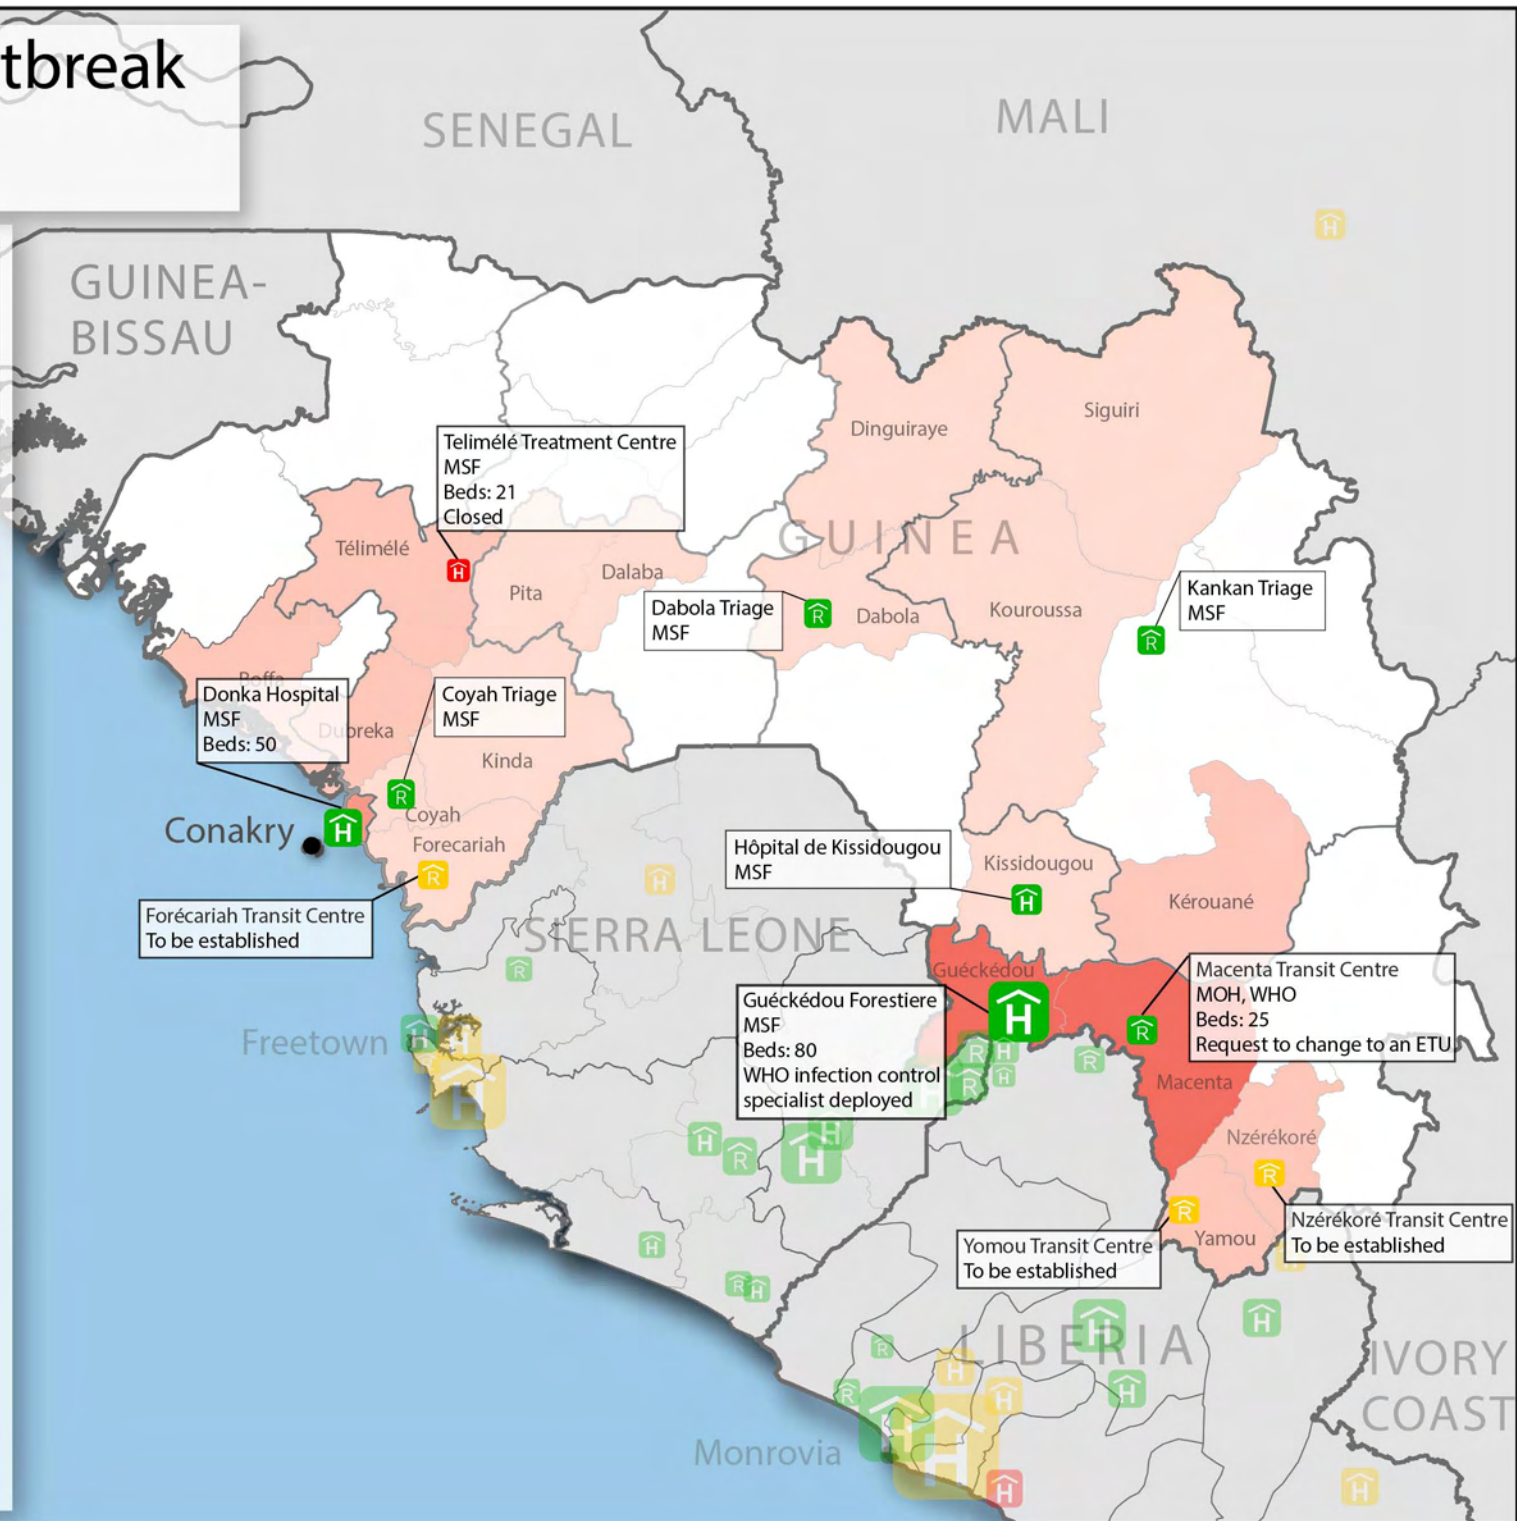 tbreak
SENEGAL
MALI
GUINEA-
BISSAU
Siguiri
Dinguiraye
Telimélé Treatment Centre
MSF
Beds: 21
Closed
GUINEA
Télimélé
Dalaba
Pita
Dabola Triage
MSF
Dabola
Kouroussa
Kankan Triage
MSF
Boffa
Donka Hospital
MSF
Beds: 50
Coyah Triage
MSF
Dubreka
Kinda
Coyah
Conakry
Forecariah
Hôpital de Kissidougou
MSF
Kissidougou
Kérouané
Forécariah Transit Centre
To be established
SIERRA LEONE
Guéckédou
Macenta Transit Centre
MOH, WHO
Beds: 25
Request to change to an ETU
Guéckédou Forestiere
MSF
Beds: 80
WHO infection control
specialist deployed
Freetown
Macenta
Nzérékoré
Nzérékoré Transit Centre
To be established
Yamou
Yomou Transit Centre
To be established
LIBERIA
IVORY
COAST
Monrovia